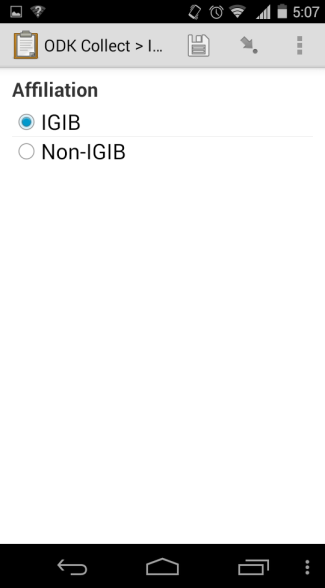 5:07
ODK Collect > I...
Affiliation
IGIB
Non-IGIB